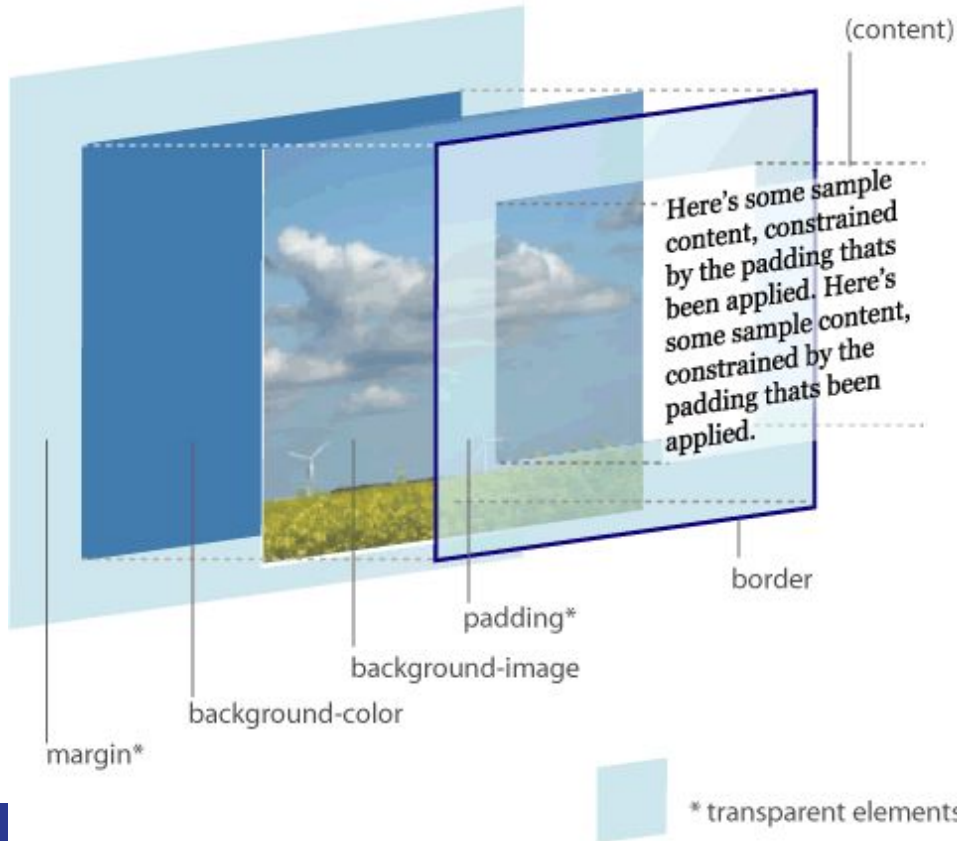 (content)
Here's some sample
content, constrained
by the padding thats
been applied. Here's
some sample content,
constrained by the
padding thats been
applied.
border
padding*
background-image
background-color
margin*
* transparent elements